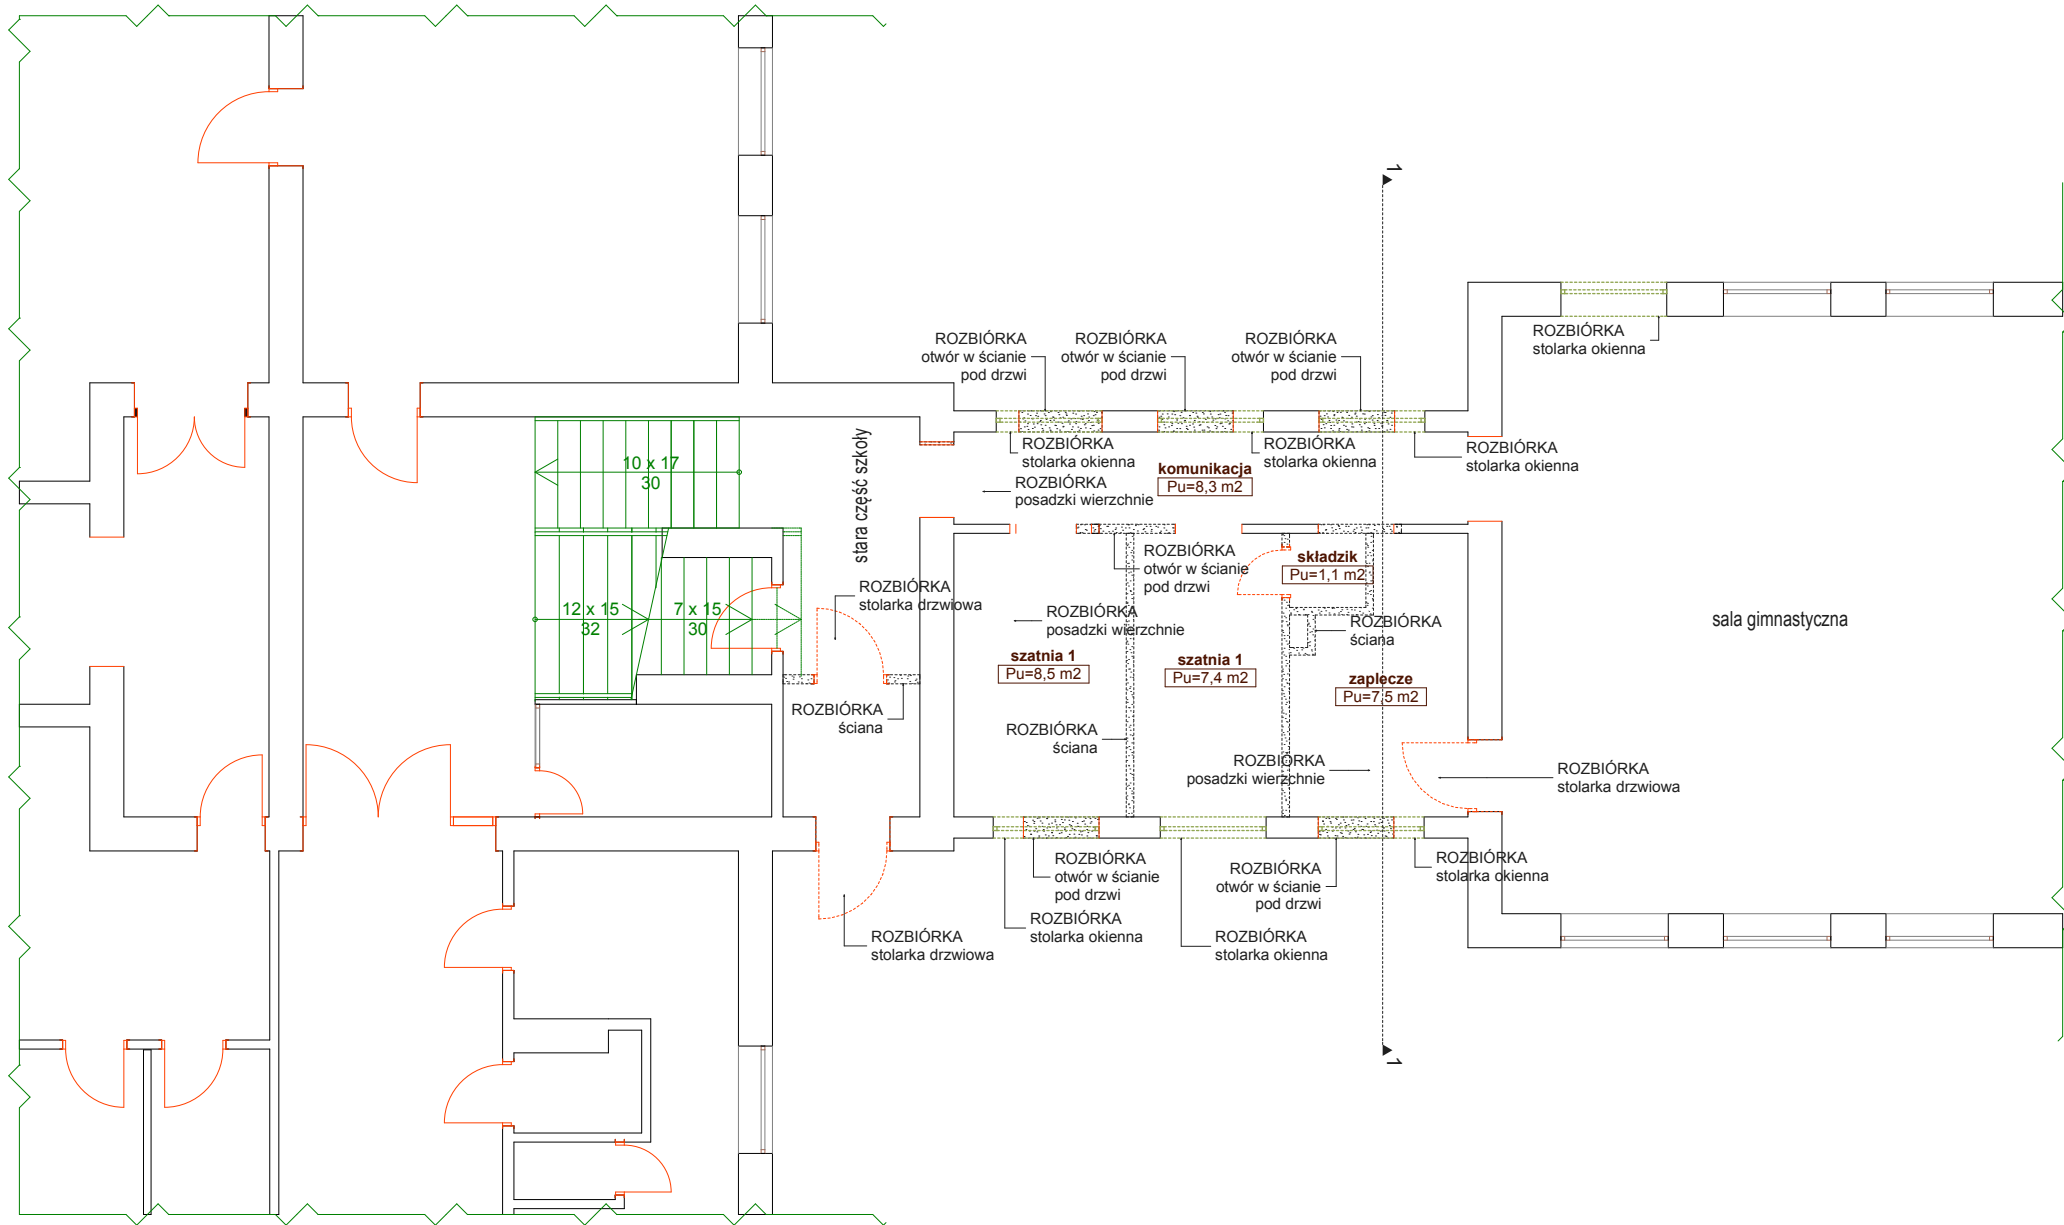 1
ROZBIÓRKA
otwór w ścianie
pod drzwi
ROZBIÓRKA
otwór w ścianie
pod drzwi
ROZBIÓRKA
otwór w ścianie
pod drzwi
ROZBIÓRKA
stolarka okienna
stara część szkoły
10 x 17
30
ROZBIÓRKA
stolarka okienna
komunikacja
Pu=8,3 m2
ROZBIÓRKA
stolarka okienna
ROZBIÓRKA
stolarka okienna
ROZBIÓRKA
posadzki wierzchnie
ROZBIÓRKA
otwór w ścianie
pod drzwi
składzik
Pu=1,1 m2
12 x 15
32
7 x 15
30
ROZBIÓRKA
stolarka drzwiowa
ROZBIÓRKA
posadzki wierzchnie
ROZBIÓRKA
ściana
sala gimnastyczna
szatnia 1
Pu=8,5 m2
szatnia 1
Pu=7,4 m2
zaplecze
Pu=7,5 m2
ROZBIÓRKA
ściana
ROZBIÓRKA
ściana
ROZBIÓRKA
posadzki wierzchnie
ROZBIÓRKA
stolarka drzwiowa
ROZBIÓRKA
otwór w ścianie
pod drzwi
ROZBIÓRKA
otwór w ścianie
pod drzwi
ROZBIÓRKA
stolarka okienna
ROZBIÓRKA
stolarka okienna
ROZBIÓRKA
stolarka drzwiowa
ROZBIÓRKA
stolarka okienna
1